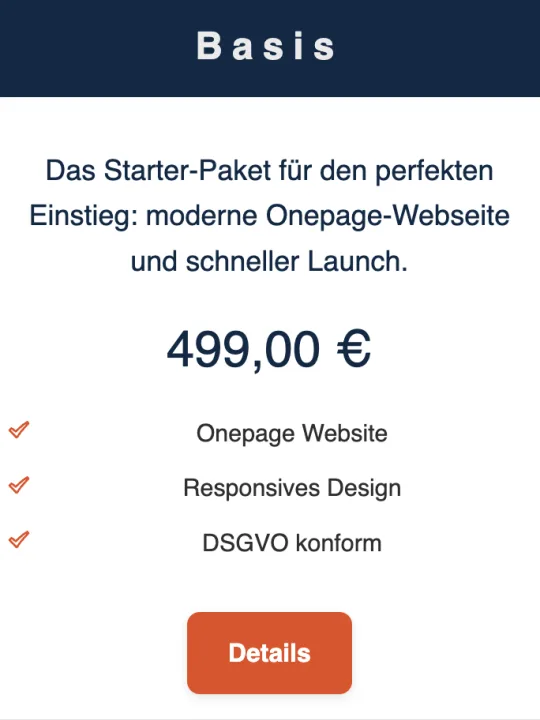 Basis
Das Starter-Paket für den perfekten
Einstieg: moderne Onepage-Webseite
und schneller Launch.
499,00 €
Onepage Website
Responsives Design
DSGVO konform
Details